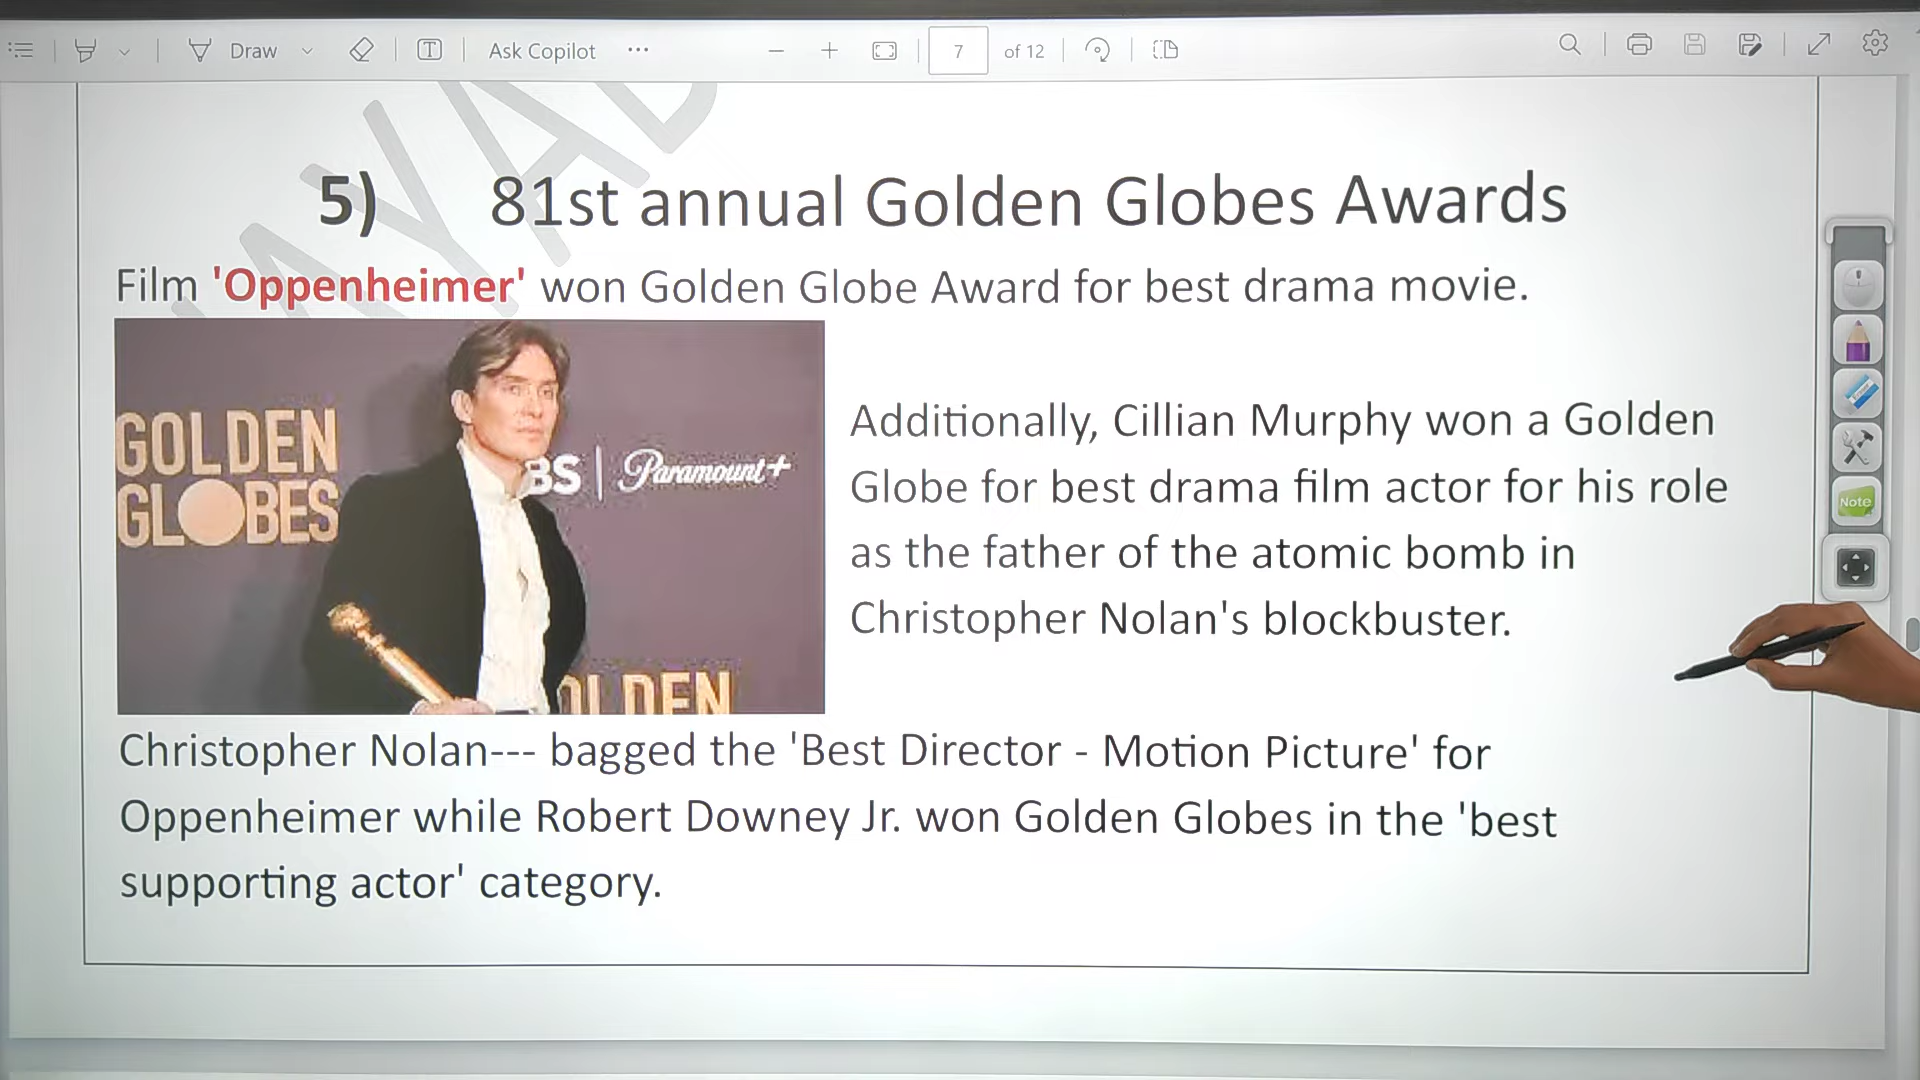 Draw
Ask Copilot
7 of 12
5) 81st annual Golden Globes Awards
Film 'Oppenheimer' won Golden Globe Award for best drama movie.
GOLDEN
GLOBES
BS | Paramount+
OLDEN
Additionally, Cillian Murphy won a Golden
Globe for best drama film actor for his role
as the father of the atomic bomb in
Christopher Nolan's blockbuster.
Note
Christopher Nolan--- bagged the 'Best Director - Motion Picture' for
Oppenheimer while Robert Downey Jr. won Golden Globes in the 'best
supporting actor' category.